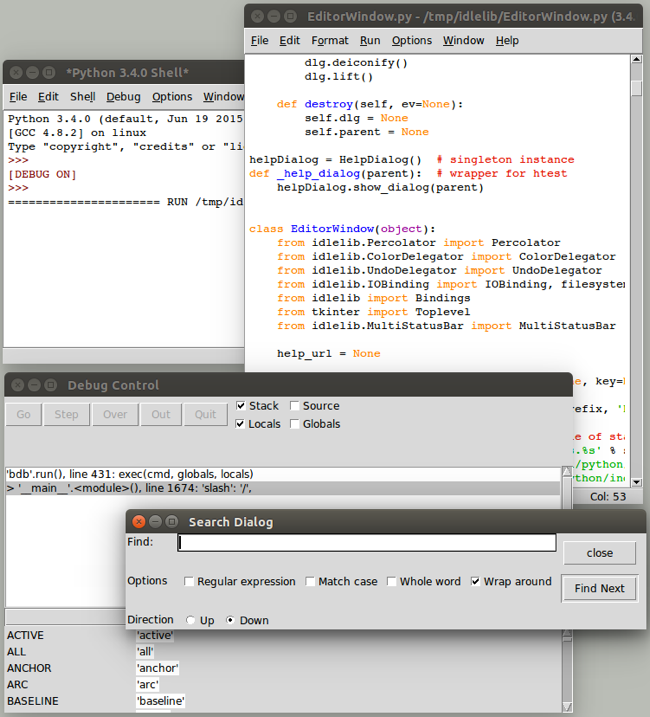 EditorWindow.py - /tmp/idlelib/EditorWindow.py (3.4.
File Edit Format Run Options Window Help
dlg.deiconify()
dlg.lift()
def destroy(self, ev=None):
self.dlg = None
self.parent = None
helpDialog = HelpDialog()  # singleton instance
def _help_dialog(parent):  # wrapper for htest
helpDialog.show_dialog(parent)
class EditorWindow(object):
from idlelib.Percolator import Percolator
from idlelib.ColorDelegator import ColorDelegator
from idlelib.UndoDelegator import UndoDelegator
from idlelib.IOBinding import IOBinding, filesystem
from idlelib import Bindings
from tkinter import Toplevel
from idlelib.MultiStatusBar import MultiStatusBar
help_url = None
e, key=
refix, '
e of sta
s.%s' % s
/python
ython/in
Col: 53
*Python 3.4.0 Shell*
File Edit Shell Debug Options Window
Python 3.4.0 (default, Jun 19 2015
[GCC 4.8.2] on linux
Type "copyright", "credits" or "li
>>>
[DEBUG ON]
>>>
====================== RUN /tmp/id
Debug Control
Go Step Over Out Quit
Stack Source
Locals Globals
'bdb'.run(), line 431: exec(cmd, globals, locals)
> '__main__'.<module>(), line 1674: 'slash': '/',
Search Dialog
Find:
close
Options Regular expression Match case Whole word Wrap around
Find Next
Direction Up Down
ACTIVE 'active'
ALL 'all'
ANCHOR 'anchor'
ARC 'arc'
BASELINE 'baseline'